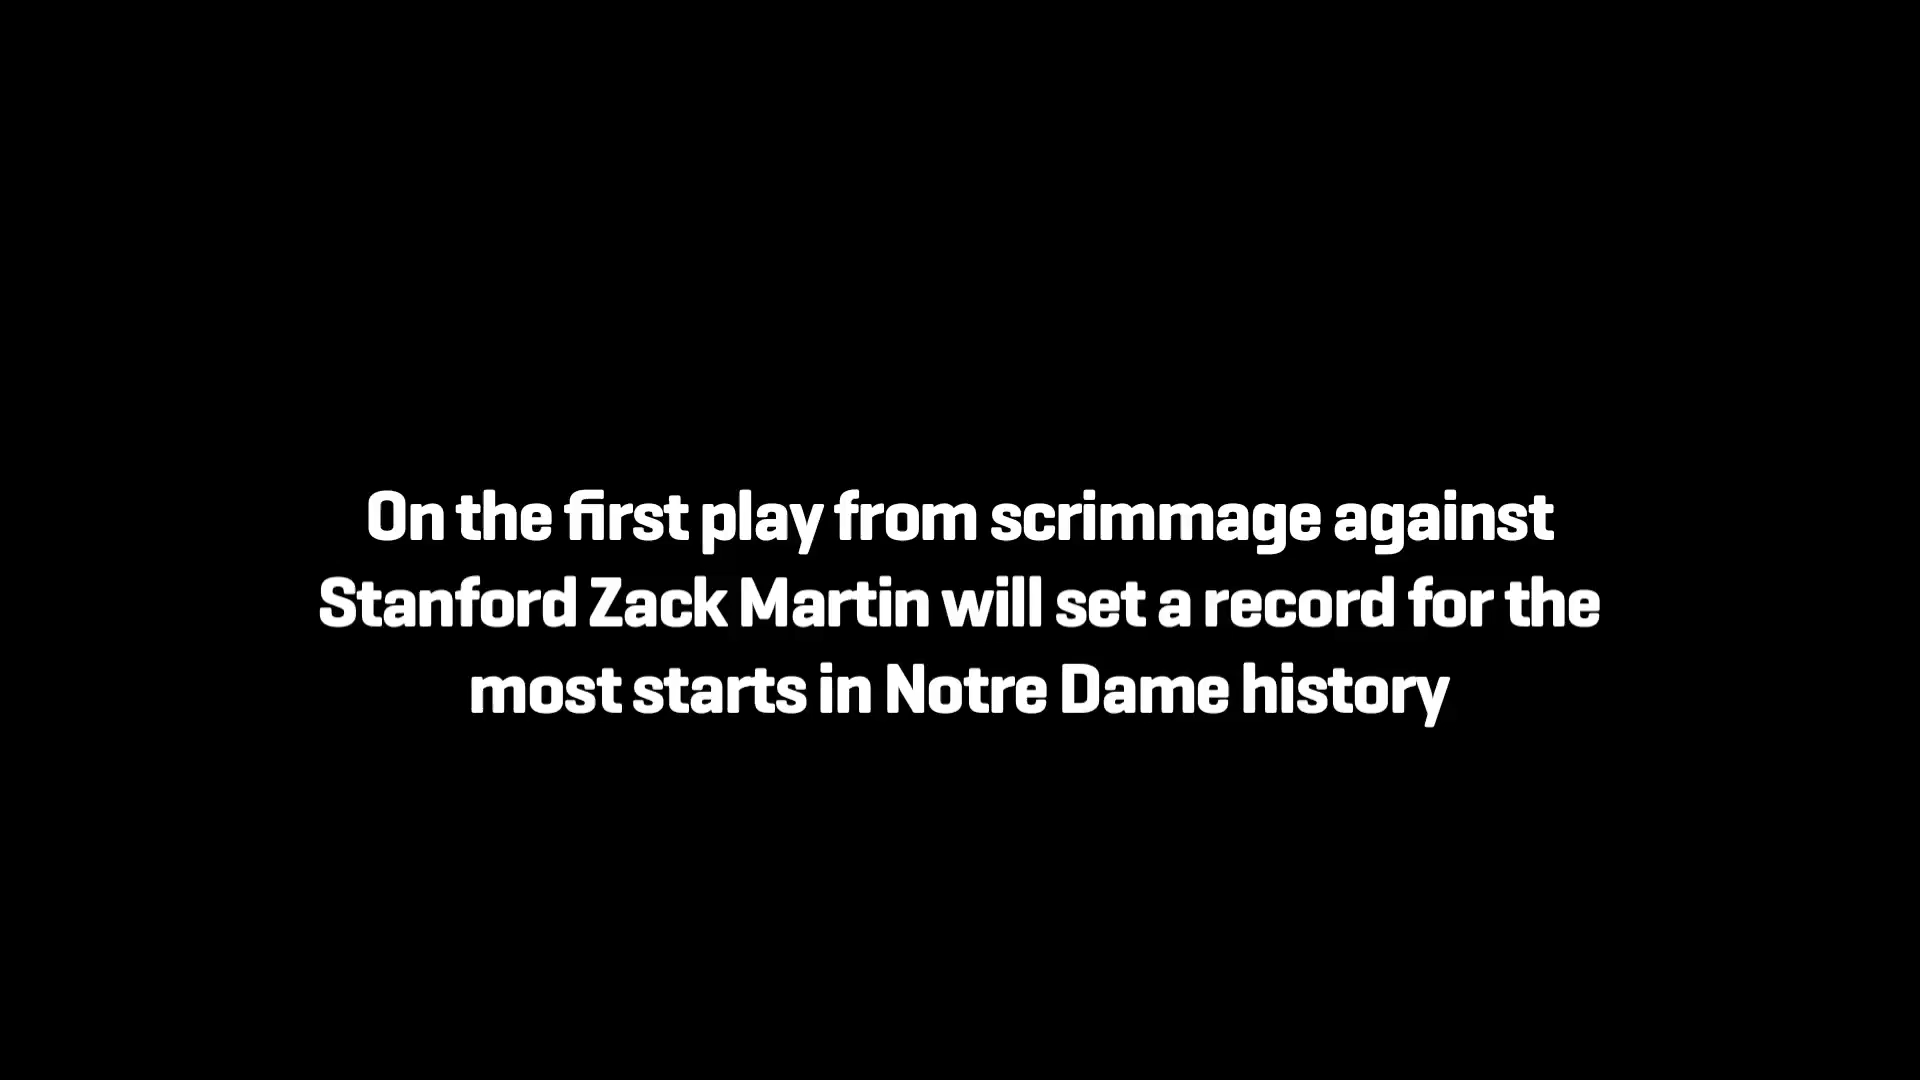 On the first play from scrimmage against
Stanford Zack Martin will set a record for the
most starts in Notre Dame history